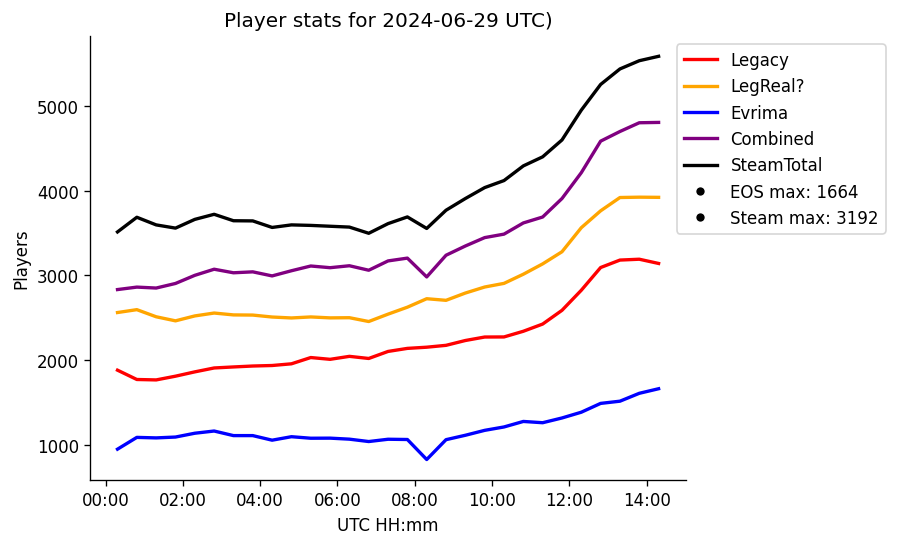 Player stats for 2024-06-29 UTC)
Legacy
LegReal?
Evrima
Combined
SteamTotal
EOS max: 1664
Steam max: 3192
Players
5000
4000
3000
2000
1000
00:00 02:00 04:00 06:00 08:00 10:00 12:00 14:00
UTC HH:mm